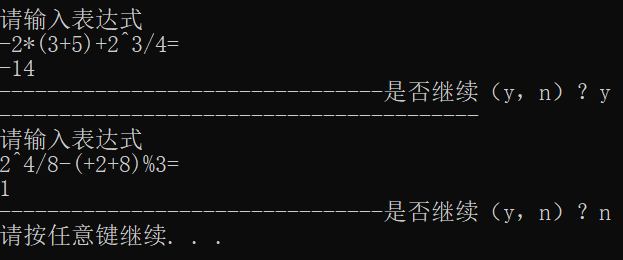 请输入表达式
-2*(3+5)+2^3/4=
-14
--------------------------------是否继续（y，n）？y
----------------------------------------
请输入表达式
2^4/8-(+2+8)%3=
1
--------------------------------是否继续（y，n）？n
请按任意键继续. . .